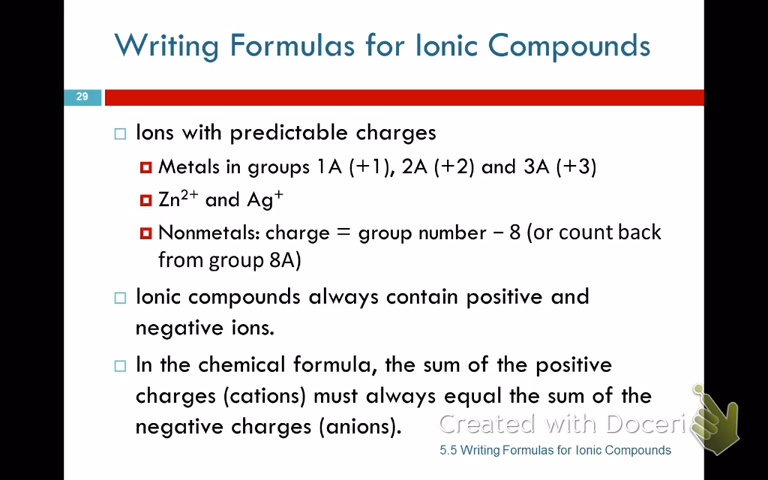 Writing Formulas for Ionic Compounds
29
Ions with predictable charges
Metals in groups 1A (+1), 2A (+2) and 3A (+3)
Zn²⁺ and Ag⁺
Nonmetals: charge = group number – 8 (or count back
from group 8A)
Ionic compounds always contain positive and
negative ions.
In the chemical formula, the sum of the positive
charges (cations) must always equal the sum of the
negative charges (anions).
Created with Doceri
5.5 Writing Formulas for Ionic Compounds